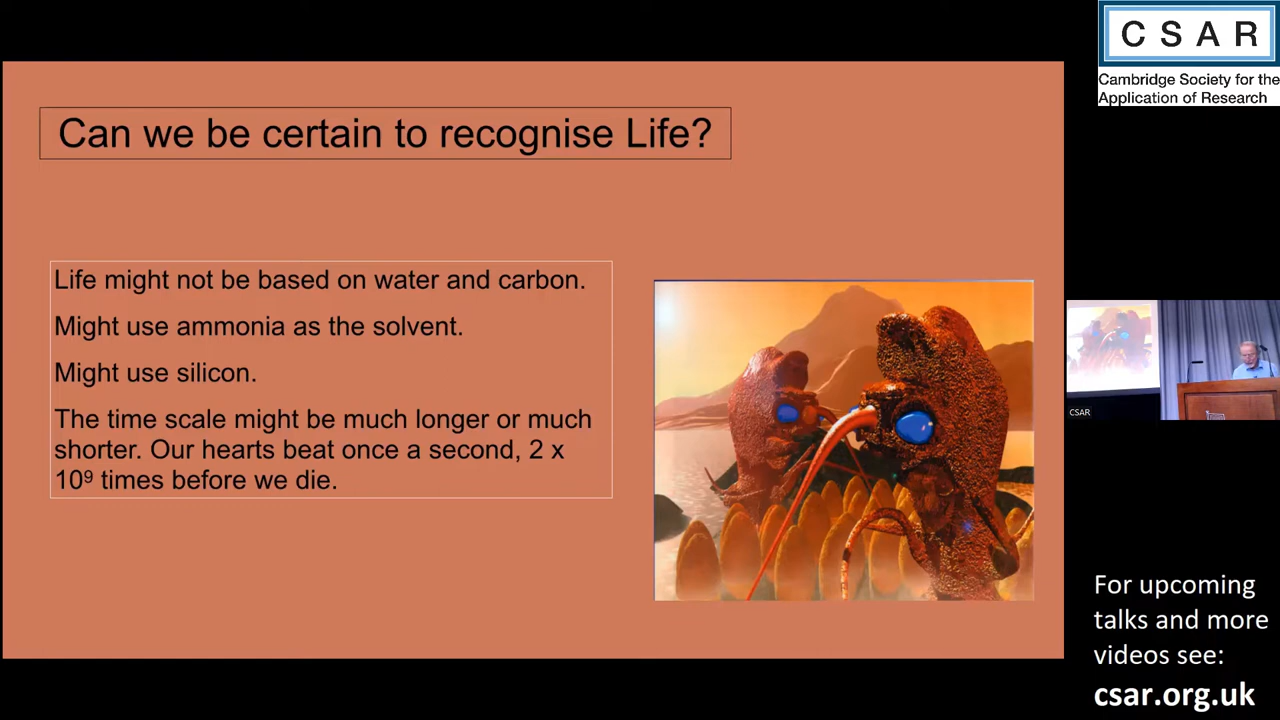 Can we be certain to recognise Life?
Life might not be based on water and carbon.
Might use ammonia as the solvent.
Might use silicon.
The time scale might be much longer or much
shorter. Our hearts beat once a second, 2 x
10⁹ times before we die.
CSAR
Cambridge Society for the
Application of Research
CSAR
For upcoming
talks and more
videos see:
csar.org.uk